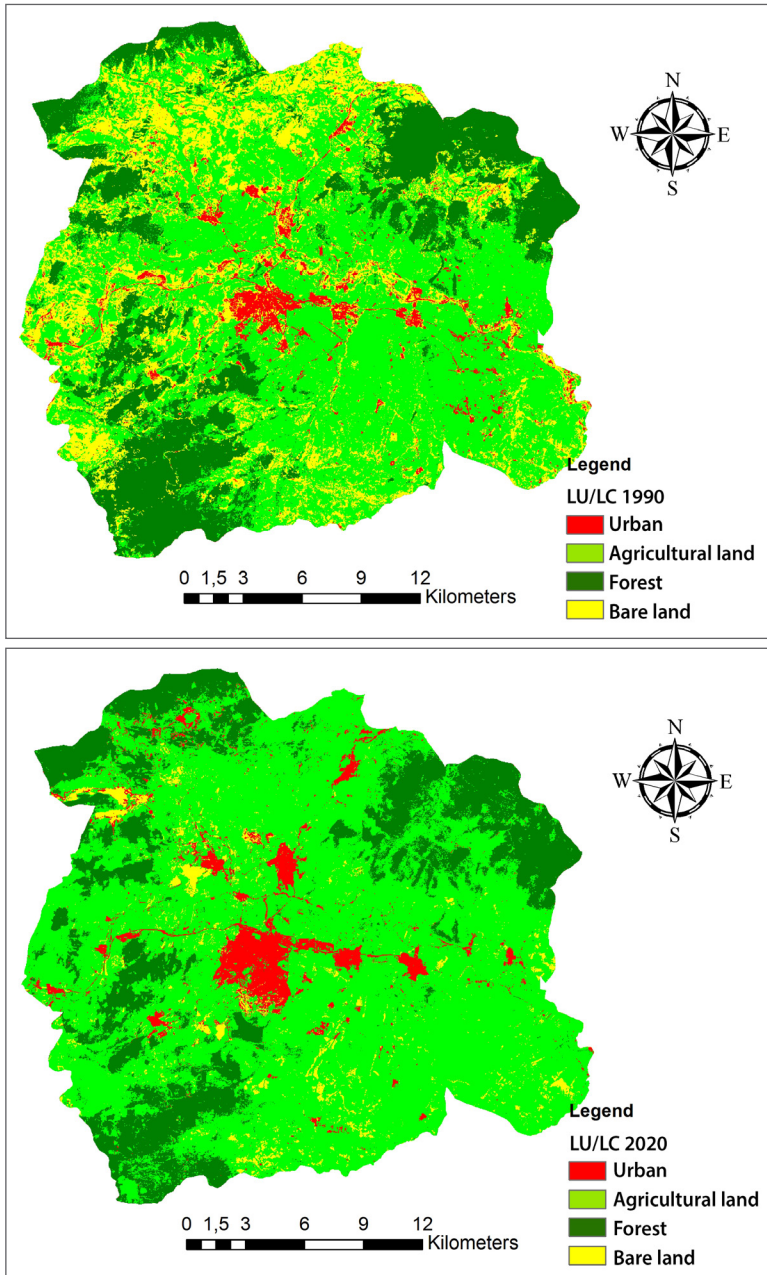 N
W E
S
Legend
LU/LC 1990
Urban
Agricultural land
Forest
Bare land
0 1,5 3 6 9 12
Kilometers
N
W E
S
Legend
LU/LC 2020
Urban
Agricultural land
Forest
Bare land
0 1,5 3 6 9 12
Kilometers